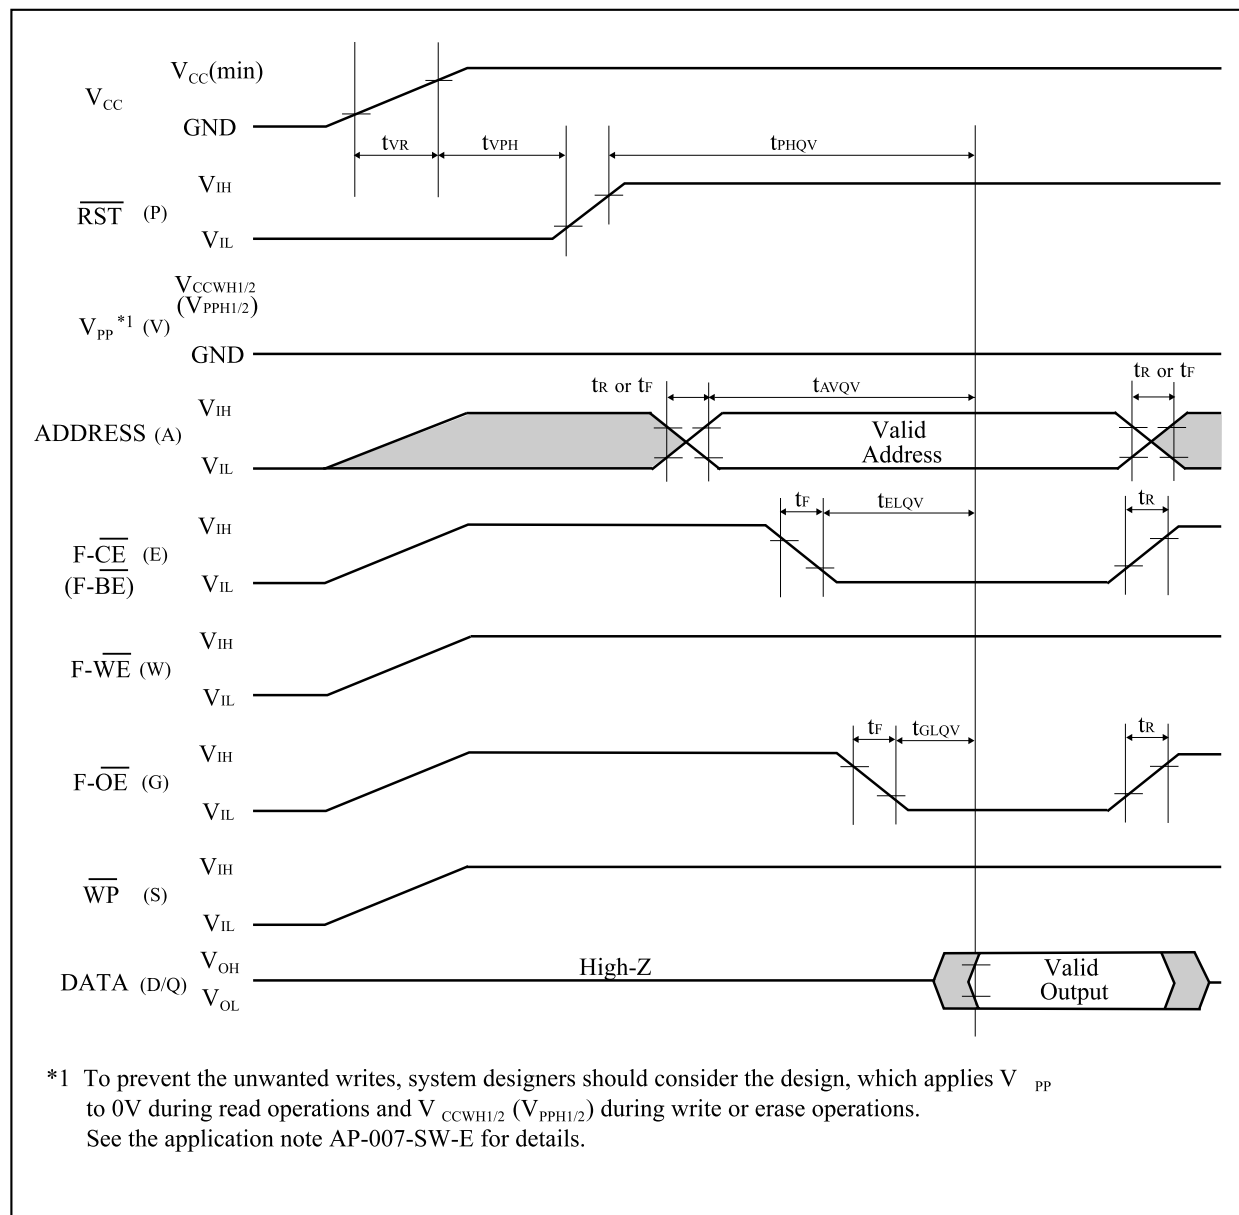 VCC(min)
VCC
GND
tVR
tVPH
tPHQV
VIH
RST (P)
VIL
VCCWH1/2
(VPPH1/2)
VPP *1 (V)
GND
tR or tF
tAVQV
tR or tF
VIH
ADDRESS (A)
Valid
Address
VIL
tF
tELQV
tR
VIH
F-CE (E)
(F-BE)
VIL
VIH
F-WE (W)
VIL
tF
tGLQV
tR
VIH
F-OE (G)
VIL
VIH
WP (S)
VIL
VOH
High-Z
DATA (D/Q)
Valid
Output
VOL
*1 To prevent the unwanted writes, system designers should consider the design, which applies V PP
to 0V during read operations and V CCWH1/2 (VPPH1/2) during write or erase operations.
See the application note AP-007-SW-E for details.